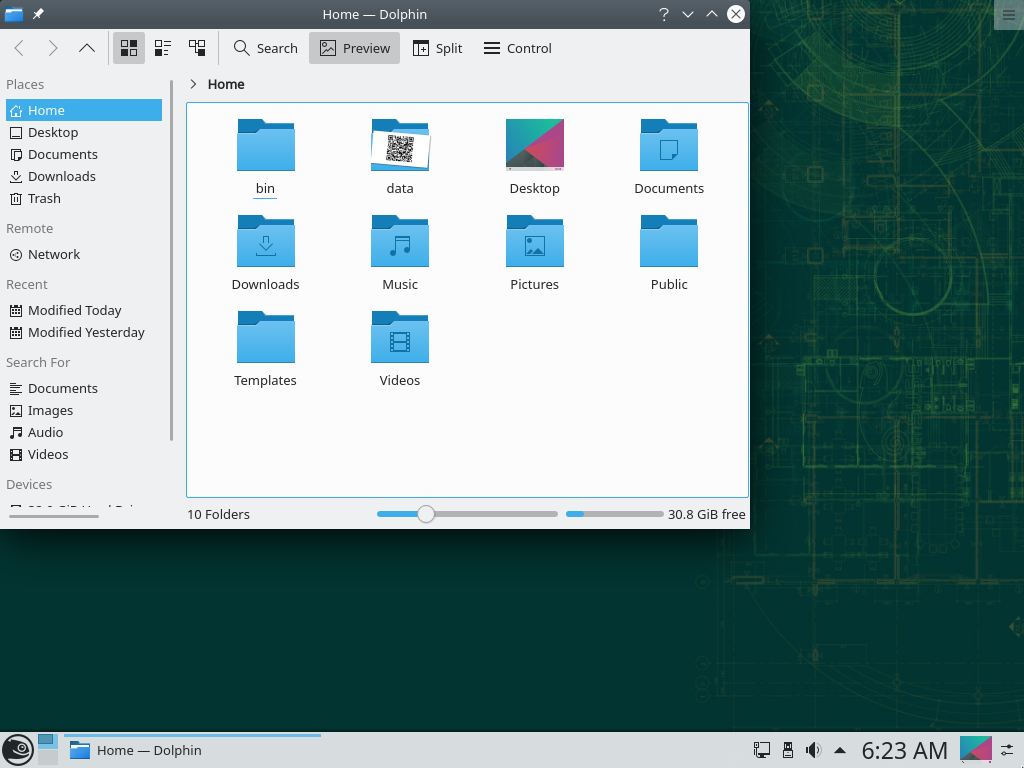 Home — Dolphin
?
Search
Preview
Split
Control
Places
Home
Home
Desktop
Documents
Downloads
Trash
Remote
Network
Recent
Modified Today
Modified Yesterday
Search For
Documents
Images
Audio
Videos
Devices
bin
data
Desktop
Documents
Downloads
Music
Pictures
Public
Templates
Videos
10 Folders
30.8 GiB free
Home — Dolphin
6:23 AM